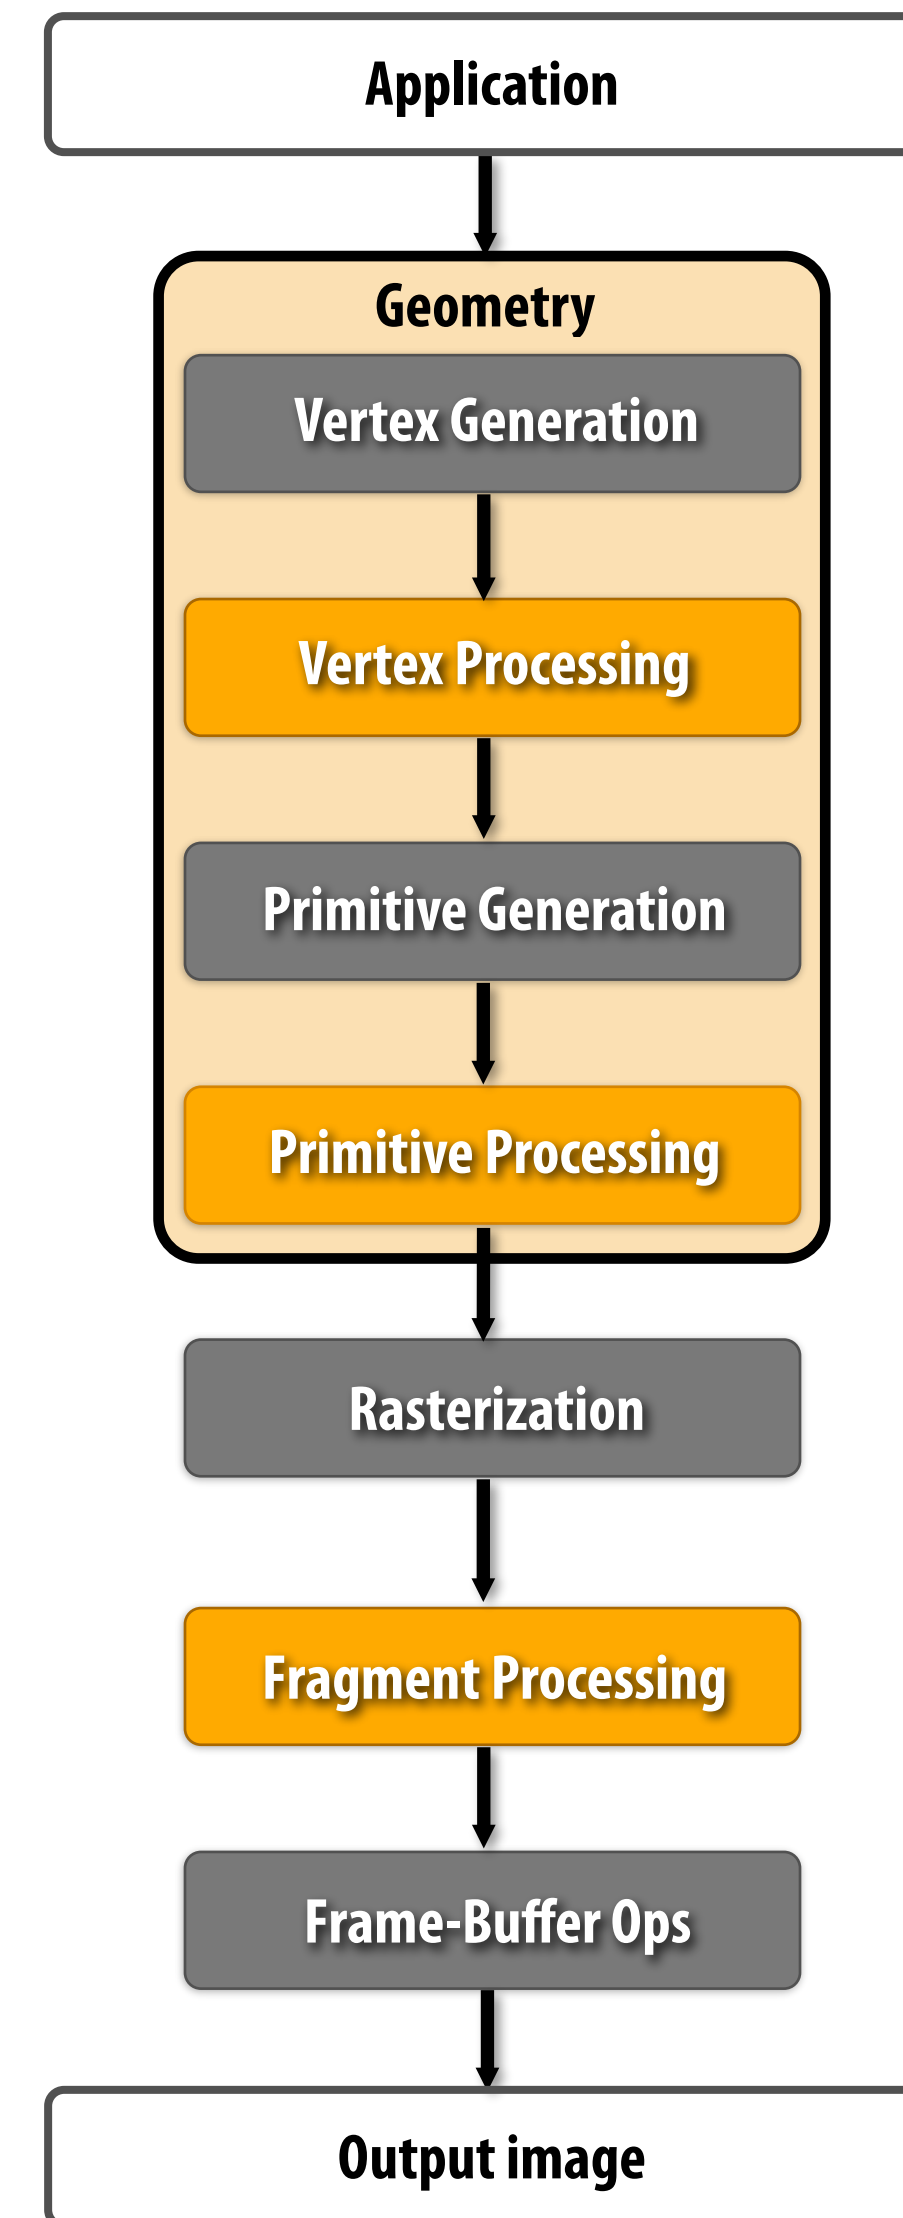 Application
Geometry
Vertex Generation
Vertex Processing
Primitive Generation
Primitive Processing
Rasterization
Fragment Processing
Frame-Buffer Ops
Output image